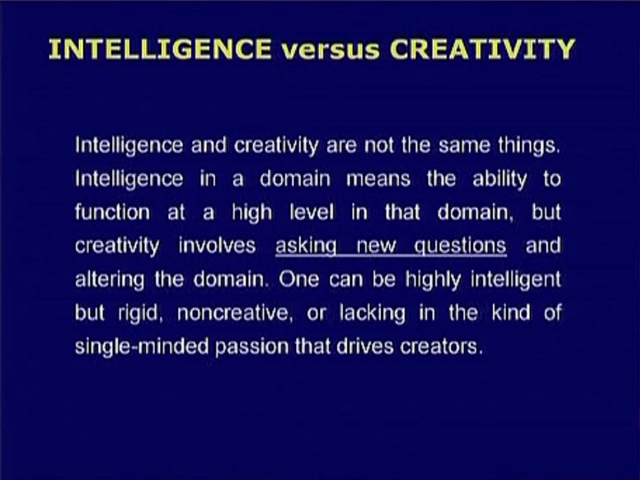 INTELLIGENCE versus CREATIVITY
Intelligence and creativity are not the same things.
Intelligence in a domain means the ability to
function at a high level in that domain, but
creativity involves asking new questions and
altering the domain. One can be highly intelligent
but rigid, noncreative, or lacking in the kind of
single-minded passion that drives creators.